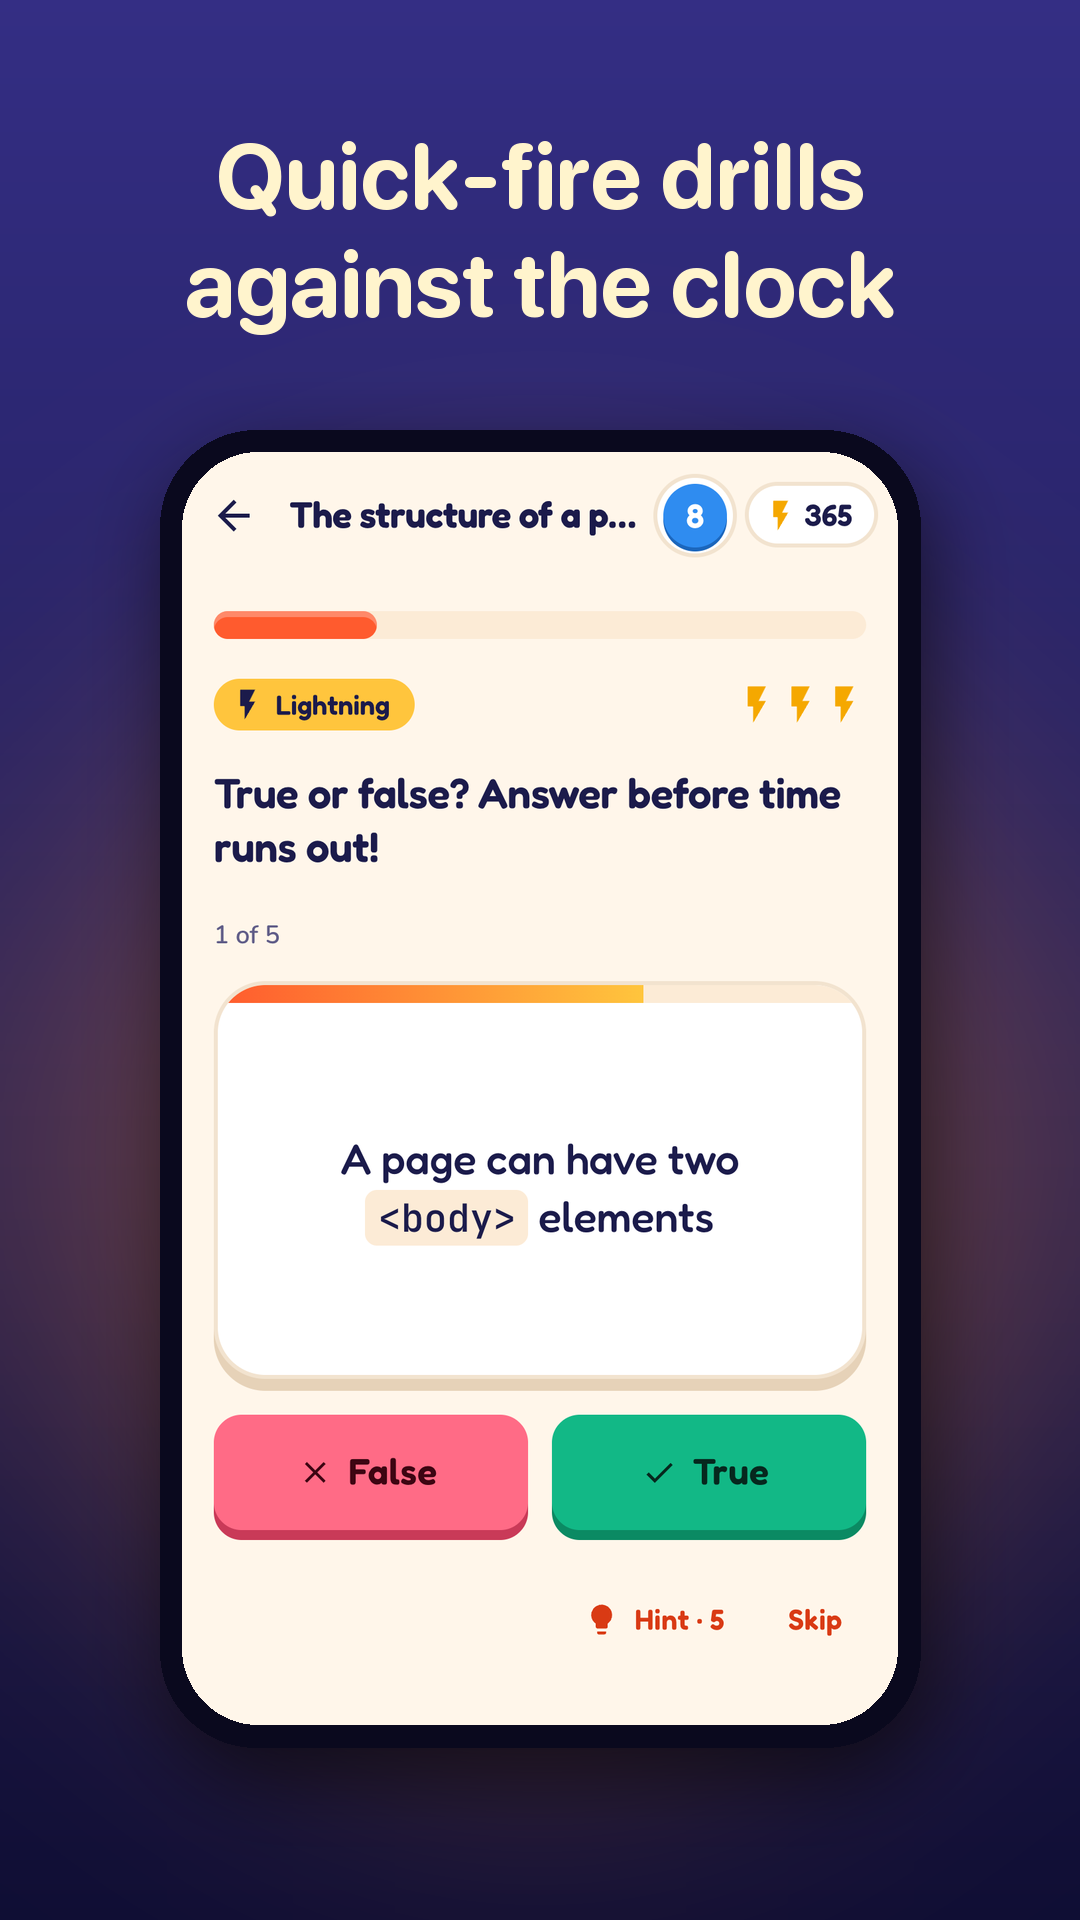 Quick-fire drills
against the clock
The structure of a p...
8
365
Lightning
True or false? Answer before time
runs out!
1 of 5
A page can have two
<body> elements
False
True
Hint · 5
Skip